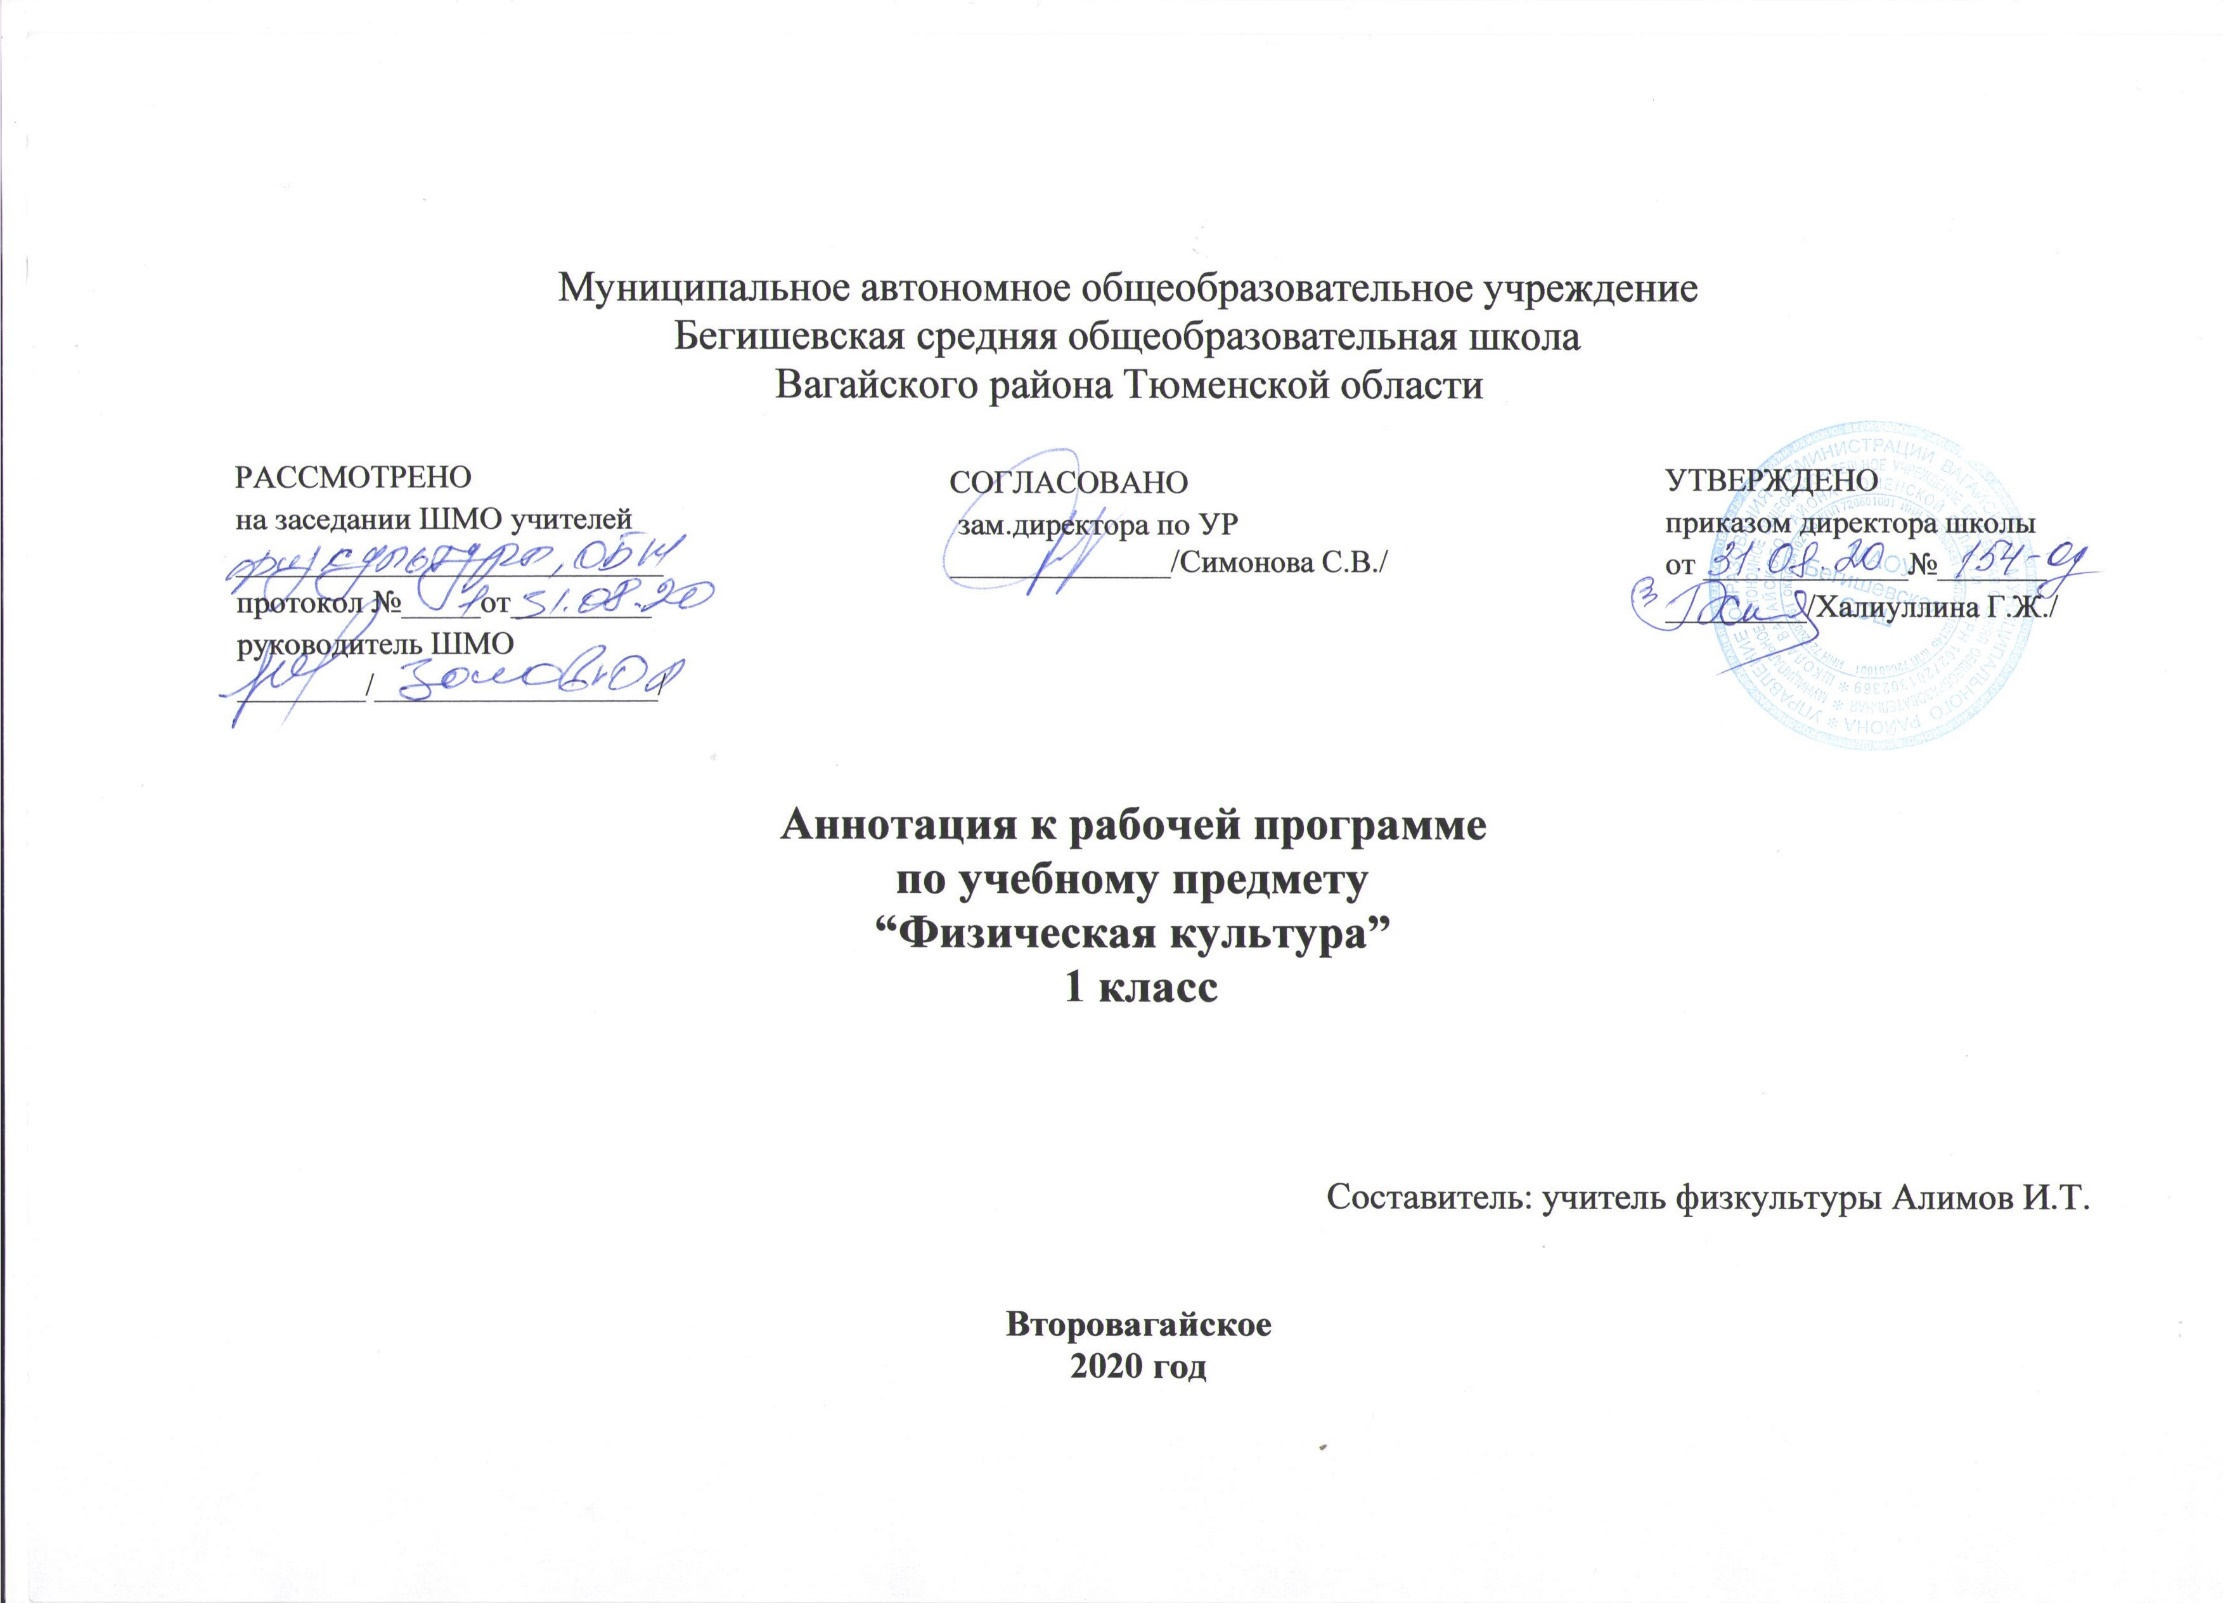 Муниципальное автономное общеобразовательное учреждение
Бегишевская средняя общеобразовательная школа
Вагайского района Тюменской области
РАССМОТРЕНО
на заседании ШМО учителей
физкультуры, ОБЖ
протокол № 1 от 31.08.20
руководитель ШМО
/ /
СОГЛАСОВАНО
зам.директора по УР
/Симонова С.В./
УТВЕРЖДЕНО
приказом директора школы
от 31.08.20 № 154-од
/Халиуллина Г.Ж./
Аннотация к рабочей программе
по учебному предмету
“Физическая культура”
1 класс
Составитель: учитель физкультуры Алимов И.Т.
Второвагайское
2020 год